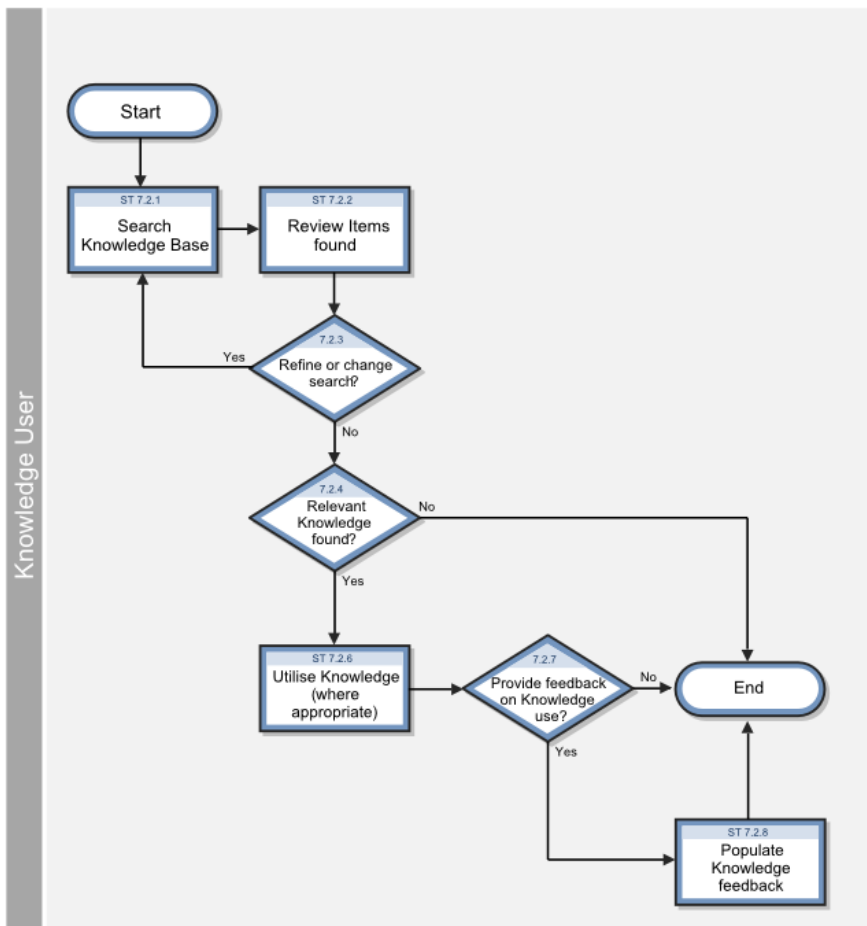 Knowledge User
Start
ST 7.2.1
Search
Knowledge Base
ST 7.2.2
Review Items
found
7.2.3
Refine or change
search?
Yes
No
7.2.4
Relevant
Knowledge
found?
No
Yes
ST 7.2.6
Utilise Knowledge
(where
appropriate)
7.2.7
Provide feedback
on Knowledge
use?
No
Yes
End
ST 7.2.8
Populate
Knowledge
feedback